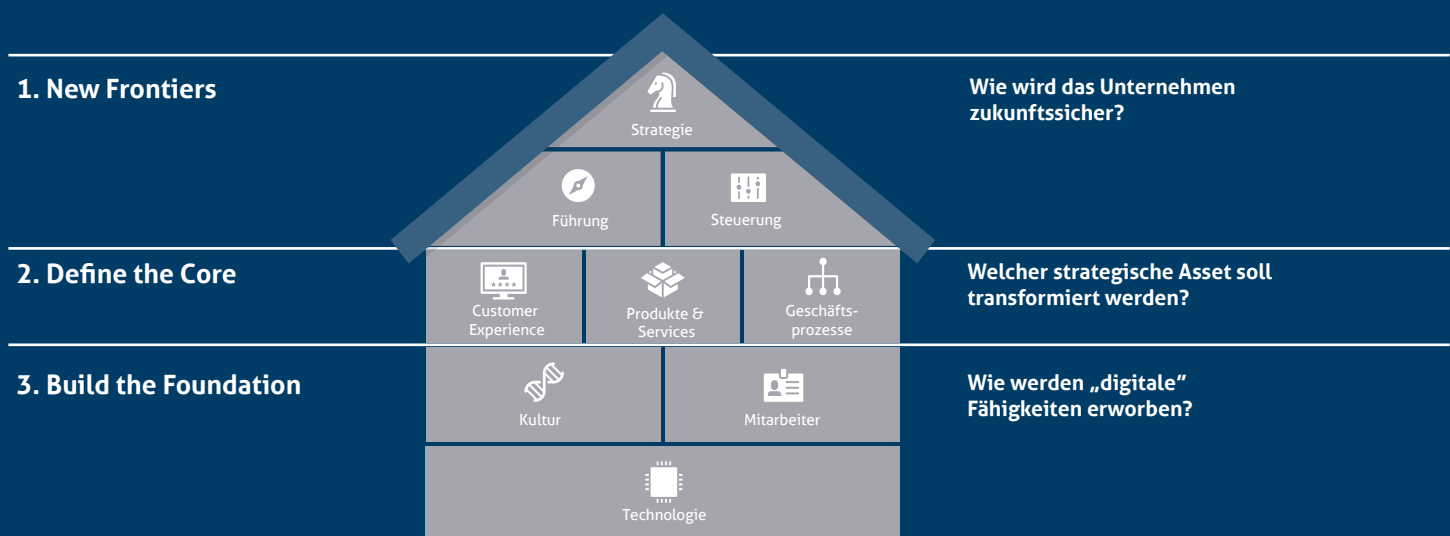 1. New Frontiers
Strategie
Führung
Steuerung
Wie wird das Unternehmen
zukunftssicher?
2. Define the Core
Customer
Experience
Produkte &
Services
Geschäfts-
prozesse
Welcher strategische Asset soll
transformiert werden?
3. Build the Foundation
Kultur
Mitarbeiter
Technologie
Wie werden „digitale”
Fähigkeiten erworben?